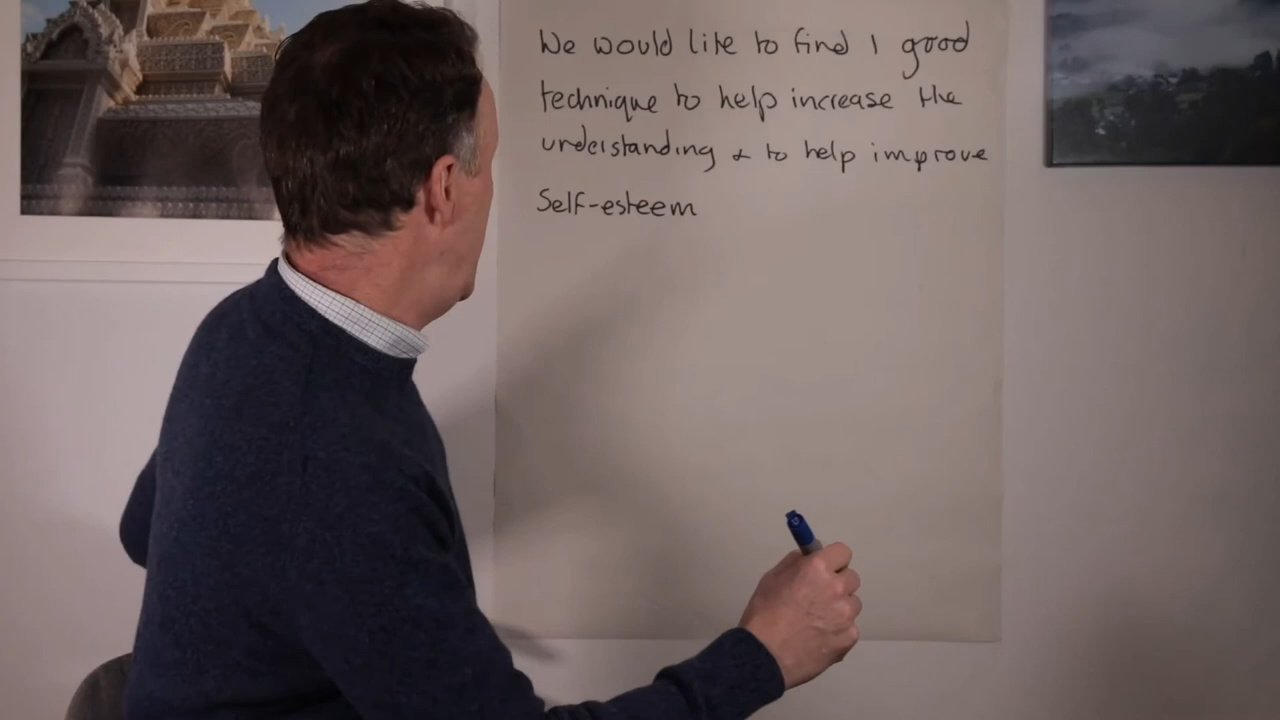 We would like to find 1 good
technique to help increase the
understanding & to help improve
Self-esteem